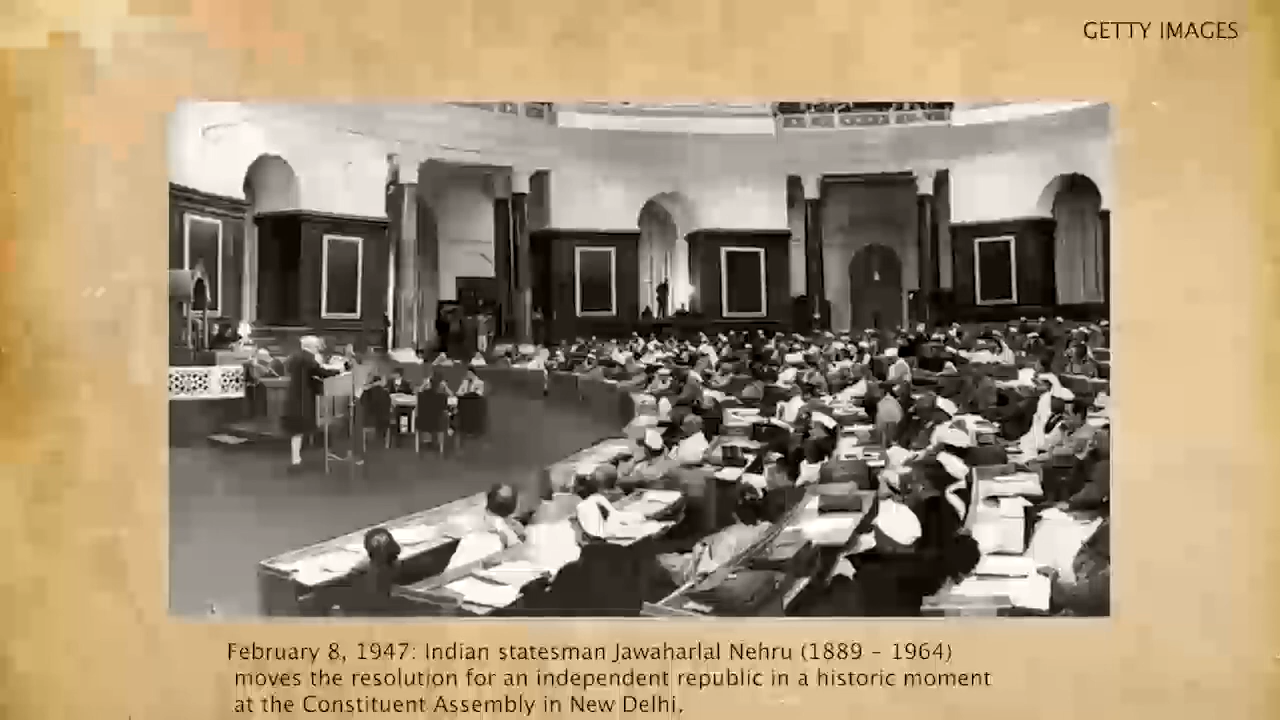 GETTY IMAGES
February 8, 1947: Indian statesman Jawaharlal Nehru (1889 - 1964)
moves the resolution for an independent republic in a historic moment
at the Constituent Assembly in New Delhi.